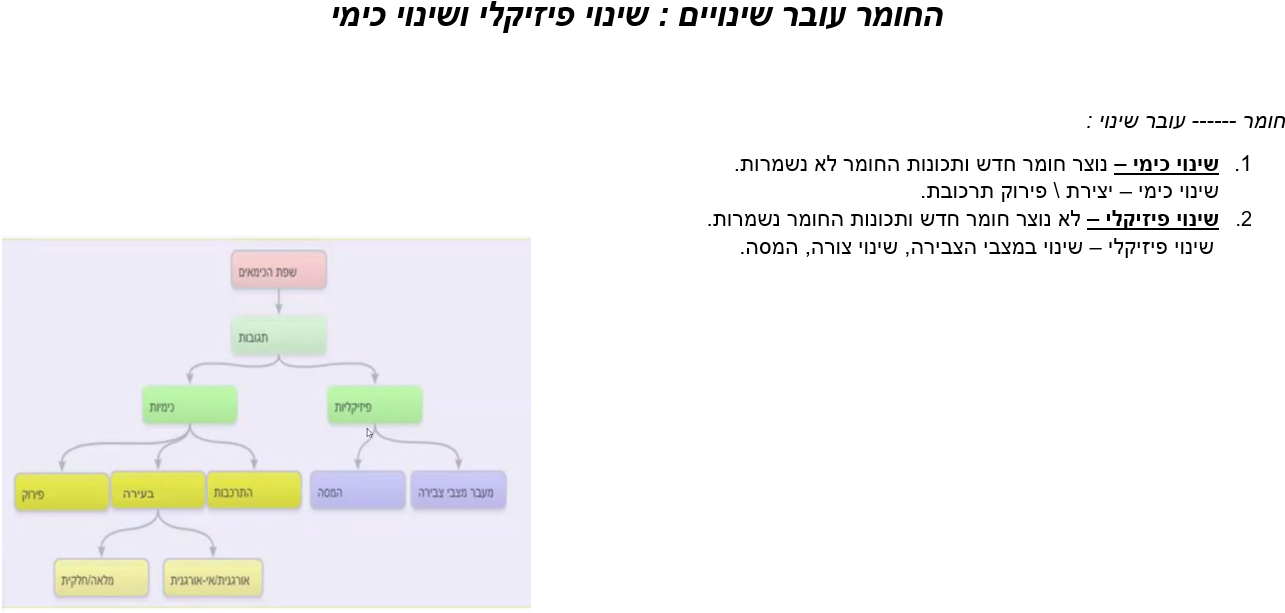 החומר עובר שינויים : שינוי פיזיקלי ושינוי כימי
חומר ------ עובר שינוי :
1. שינוי כימי – נוצר חומר חדש ותכונות החומר לא נשמרות.
שינוי כימי – יצירת \ פירוק תרכובת.
2. שינוי פיזיקלי – לא נוצר חומר חדש ותכונות החומר נשמרות.
שינוי פיזיקלי – שינוי במצבי הצבירה, שינוי צורה, המסה.
שפת הכימאים
תגובות
פיזיקליות
כימיות
מעבר מצבי צבירה
המסה
התרכבות
בעירה
פירוק
אורגנית/אי-אורגנית
מלאה/חלקית